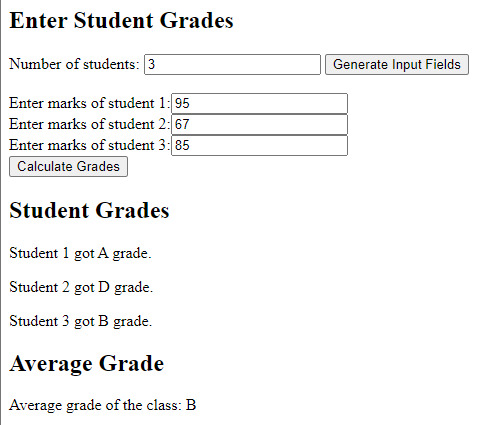 Enter Student Grades
Number of students: 3 Generate Input Fields
Enter marks of student 1: 95
Enter marks of student 2: 67
Enter marks of student 3: 85
Calculate Grades
Student Grades
Student 1 got A grade.
Student 2 got D grade.
Student 3 got B grade.
Average Grade
Average grade of the class: B